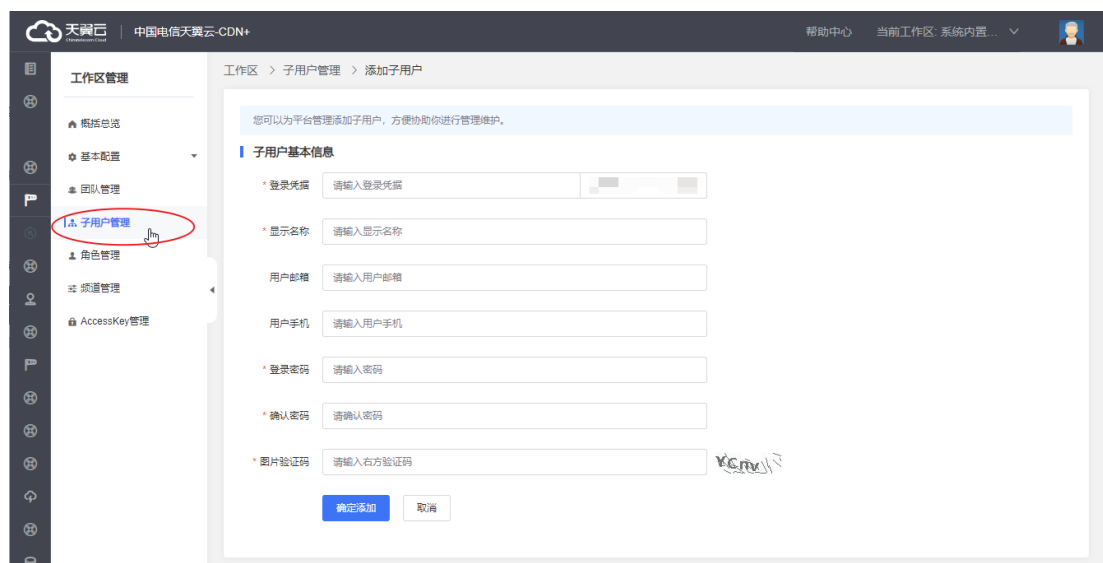 天翼云 中国电信天翼云-CDN+ 帮助中心 当前工作区: 系统内置...
工作区管理
概括总览
基本配置
团队管理
子用户管理
角色管理
频道管理
AccessKey管理
工作区 > 子用户管理 > 添加子用户
您可以为平台管理添加子用户，方便协助你进行管理维护。
子用户基本信息
* 登录凭据 请输入登录凭据
* 显示名称 请输入显示名称
用户邮箱 请输入用户邮箱
用户手机 请输入用户手机
* 登录密码 请输入密码
* 确认密码 请确认密码
* 图片验证码 请输入右方验证码
确定添加 取消